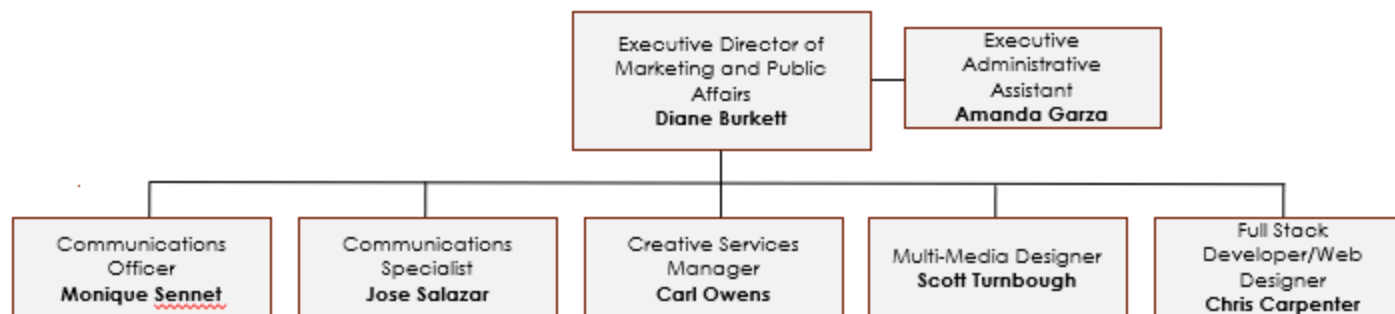 Executive Director of
Marketing and Public
Affairs
Diane Burkett
Executive
Administrative
Assistant
Amanda Garza
Communications
Officer
Monique Sennet
Communications
Specialist
Jose Salazar
Creative Services
Manager
Carl Owens
Multi-Media Designer
Scott Turnbough
Full Stack
Developer/Web
Designer
Chris Carpenter